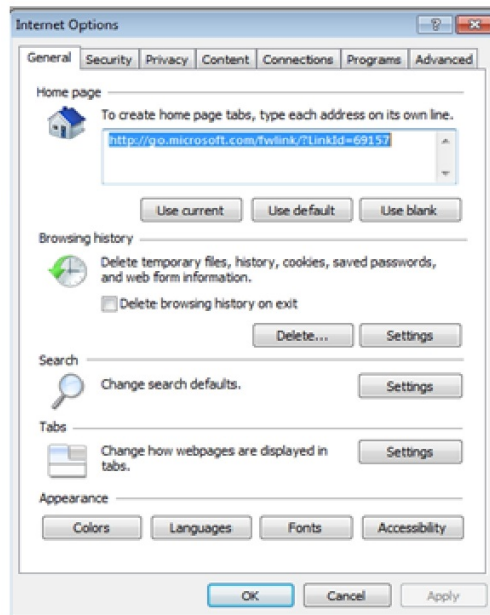 Internet Options
General Security Privacy Content Connections Programs Advanced
Home page
To create home page tabs, type each address on its own line.
http://go.microsoft.com/fwlink/?LinkId=69157
Use current Use default Use blank
Browsing history
Delete temporary files, history, cookies, saved passwords,
and web form information.
Delete browsing history on exit
Delete... Settings
Search
Change search defaults. Settings
Tabs
Change how webpages are displayed in Settings
tabs.
Appearance
Colors Languages Fonts Accessibility
OK Cancel Apply